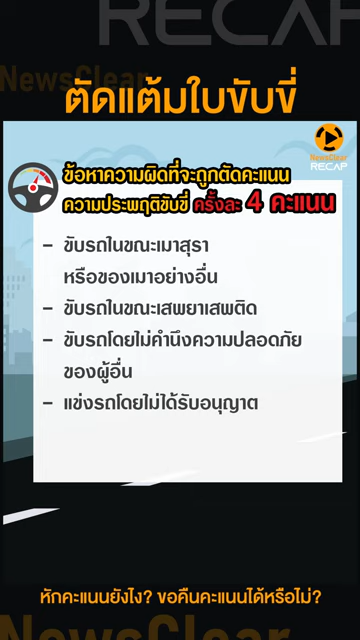 RECAP
NewsClear
ตัดแต้มใบขับขี่
NewsClear
RECAP
ข้อหาความผิดที่จะถูกตัดคะแนน
ความประพฤติขับขี่ ครั้งละ 4 คะแนน
- ขับรถในขณะเมาสุรา
หรือของเมาอย่างอื่น
- ขับรถในขณะเสพยาเสพติด
- ขับรถโดยไม่คำนึงความปลอดภัย
ของผู้อื่น
- แข่งรถโดยไม่ได้รับอนุญาต
หักคะแนนยังไง? ขอคืนคะแนนได้หรือไม่?
NewsClear